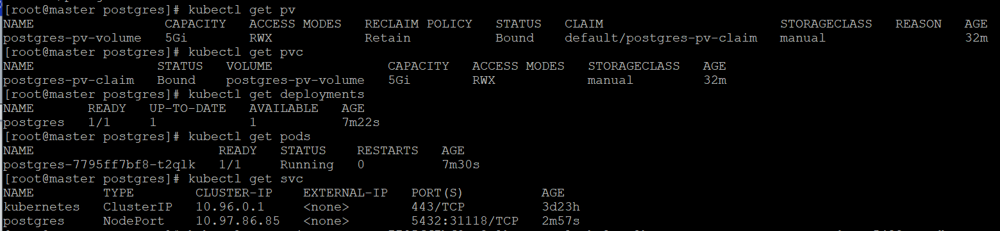 [root@master postgres]# kubectl get pv
NAME CAPACITY ACCESS MODES RECLAIM POLICY STATUS CLAIM STORAGECLASS REASON AGE
postgres-pv-volume 5Gi RWX Retain Bound default/postgres-pv-claim manual 32m
[root@master postgres]# kubectl get pvc
NAME STATUS VOLUME CAPACITY ACCESS MODES STORAGECLASS AGE
postgres-pv-claim Bound postgres-pv-volume 5Gi RWX manual 32m
[root@master postgres]# kubectl get deployments
NAME READY UP-TO-DATE AVAILABLE AGE
postgres 1/1 1 1 7m22s
[root@master postgres]# kubectl get pods
NAME READY STATUS RESTARTS AGE
postgres-7795ff7bf8-t2qlk 1/1 Running 0 7m30s
[root@master postgres]# kubectl get svc
NAME TYPE CLUSTER-IP EXTERNAL-IP PORT(S) AGE
kubernetes ClusterIP 10.96.0.1 <none> 443/TCP 3d23h
postgres NodePort 10.97.86.85 <none> 5432:31118/TCP 2m57s